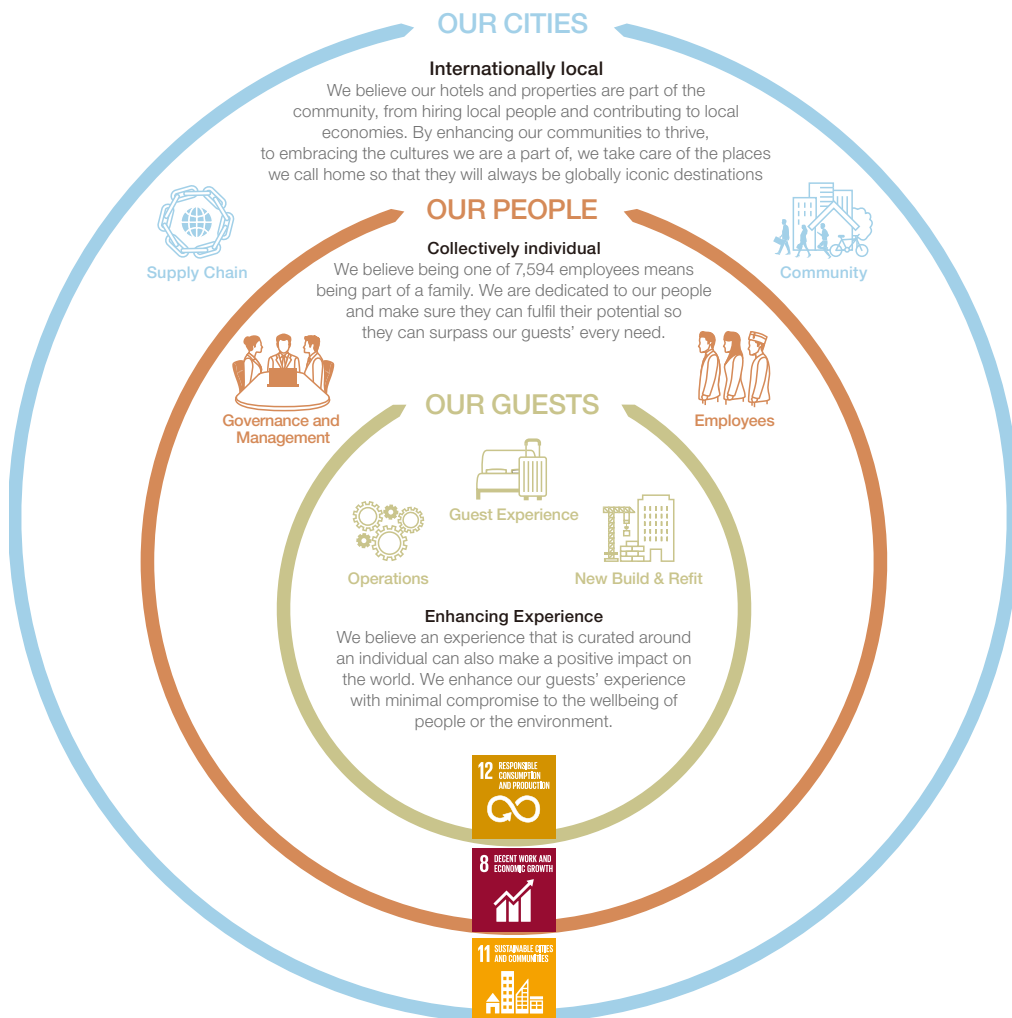 OUR CITIES
Internationally local
We believe our hotels and properties are part of the
community, from hiring local people and contributing to local
economies. By enhancing our communities to thrive,
to embracing the cultures we are a part of, we take care of the places
we call home so that they will always be globally iconic destinations
Supply Chain
Community
OUR PEOPLE
Collectively individual
We believe being one of 7,594 employees means
being part of a family. We are dedicated to our people
and make sure they can fulfil their potential so
they can surpass our guests’ every need.
Governance and
Management
Employees
OUR GUESTS
Guest Experience
Operations
New Build & Refit
Enhancing Experience
We believe an experience that is curated around
an individual can also make a positive impact on
the world. We enhance our guests’ experience
with minimal compromise to the wellbeing of
people or the environment.
12 RESPONSIBLE
CONSUMPTION
AND PRODUCTION
8 DECENT WORK AND
ECONOMIC GROWTH
11 SUSTAINABLE CITIES
AND COMMUNITIES